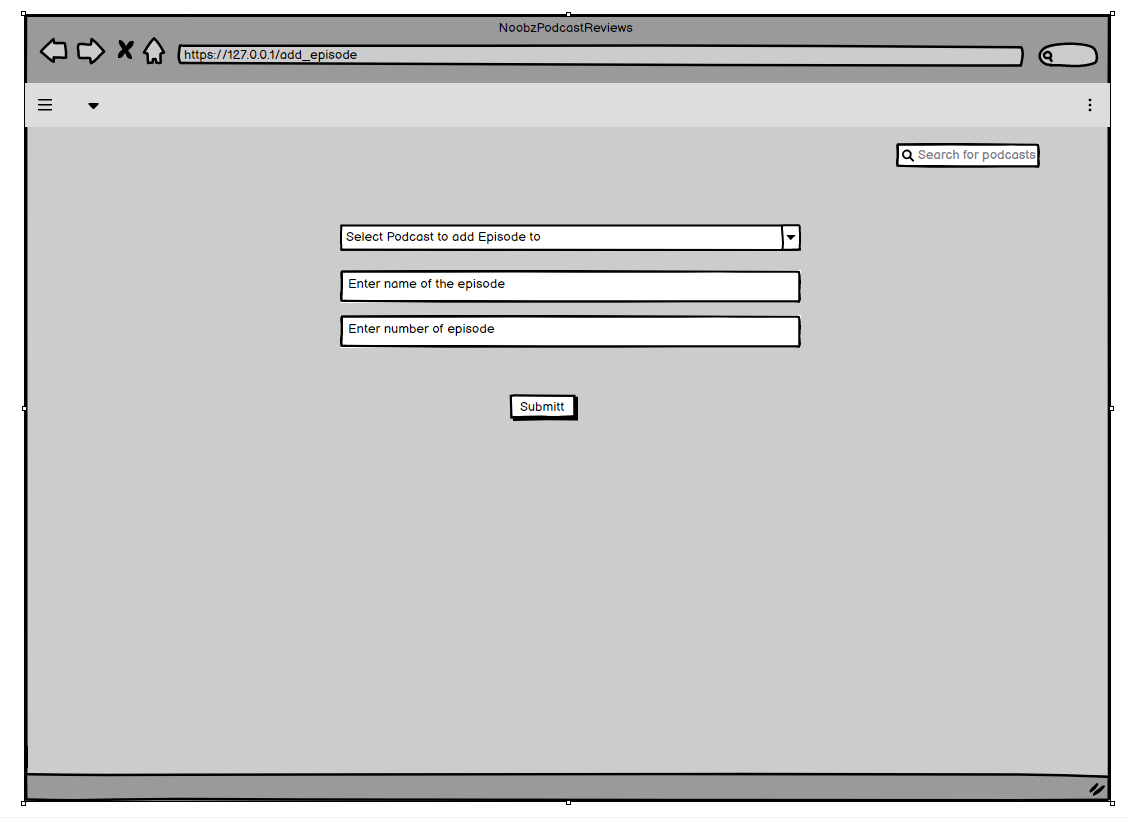 NoobzPodcastReviews
https://127.0.0.1/add_episode
Search for podcasts
Select Podcast to add Episode to
Enter name of the episode
Enter number of episode
Submitt